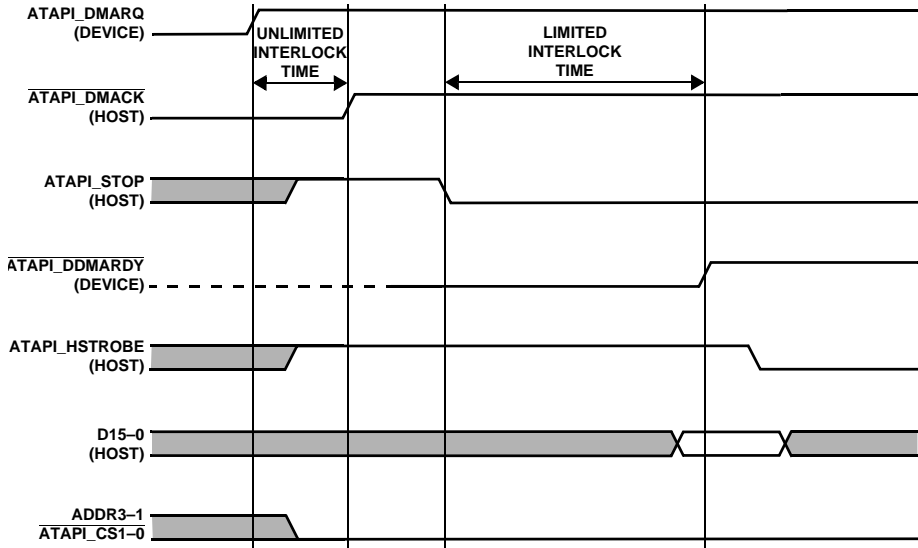 ATAPI_DMARQ
(DEVICE)
UNLIMITED
INTERLOCK
TIME
LIMITED
INTERLOCK
TIME
ATAPI_DMACK
(HOST)
ATAPI_STOP
(HOST)
ATAPI_DDMARDY
(DEVICE)
ATAPI_HSTROBE
(HOST)
D15–0
(HOST)
ADDR3–1
ATAPI_CS1–0